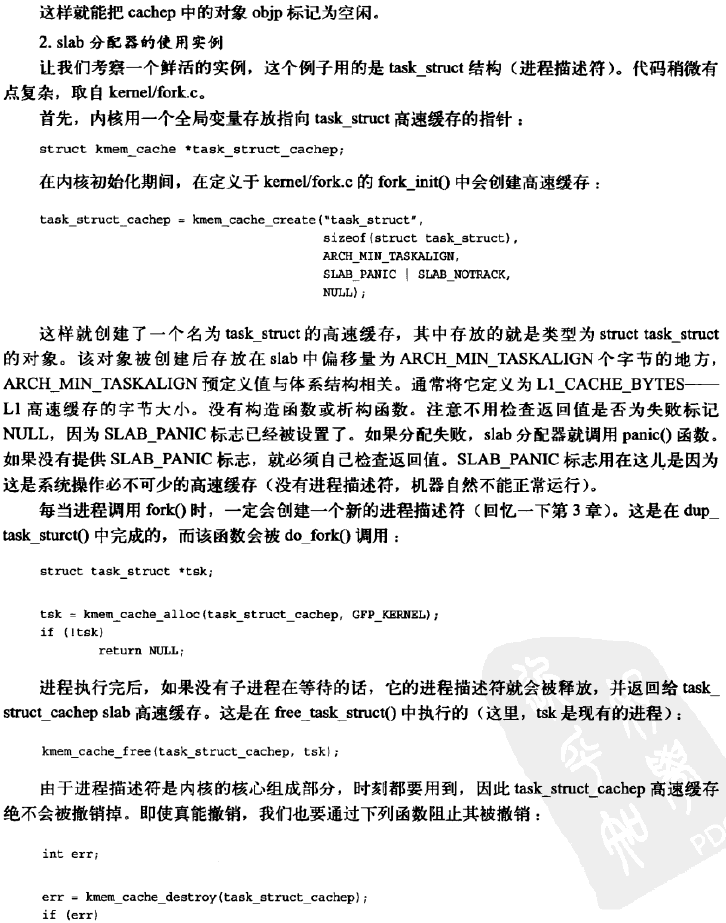 这样就能把 cachep 中的对象 objp 标记为空闲。
2. slab 分配器的使用实例
让我们考察一个鲜活的实例，这个例子用的是 task_struct 结构（进程描述符）。代码稍微有
点复杂，取自 kernel/fork.c。
首先，内核用一个全局变量存放指向 task_struct 高速缓存的指针：
struct kmem_cache *task_struct_cachep;
在内核初始化期间，在定义于 kernel/fork.c 的 fork_init() 中会创建高速缓存：
task_struct_cachep = kmem_cache_create("task_struct",
sizeof(struct task_struct),
ARCH_MIN_TASKALIGN,
SLAB_PANIC | SLAB_NOTRACK,
NULL);
这样就创建了一个名为 task_struct 的高速缓存，其中存放的就是类型为 struct task_struct
的对象。该对象被创建后存放在 slab 中偏移量为 ARCH_MIN_TASKALIGN 个字节的地方，
ARCH_MIN_TASKALIGN 预定义值与体系结构相关。通常将它定义为 L1_CACHE_BYTES——
L1 高速缓存的字节大小。没有构造函数或析构函数。注意不用检查返回值是否为失败标记
NULL，因为 SLAB_PANIC 标志已经被设置了。如果分配失败，slab 分配器就调用 panic() 函数。
如果没有提供 SLAB_PANIC 标志，就必须自己检查返回值。SLAB_PANIC 标志用在这儿是因为
这是系统操作必不可少的高速缓存（没有进程描述符，机器自然不能正常运行）。
每当进程调用 fork() 时，一定会创建一个新的进程描述符（回忆一下第 3 章）。这是在 dup_
task_sturct() 中完成的，而该函数会被 do_fork() 调用：
struct task_struct *tsk;
tsk = kmem_cache_alloc(task_struct_cachep, GFP_KERNEL);
if (!tsk)
return NULL;
进程执行完后，如果没有子进程在等待的话，它的进程描述符就会被释放，并返回给 task_
struct_cachep slab 高速缓存。这是在 free_task_struct() 中执行的（这里，tsk 是现有的进程）：
kmem_cache_free(task_struct_cachep, tsk);
由于进程描述符是内核的核心组成部分，时刻都要用到，因此 task_struct_cachep 高速缓存
绝不会被撤销掉。即使真能撤销，我们也要通过下列函数阻止其被撤销：
int err;
err = kmem_cache_destroy(task_struct_cachep);
if (err)
PD